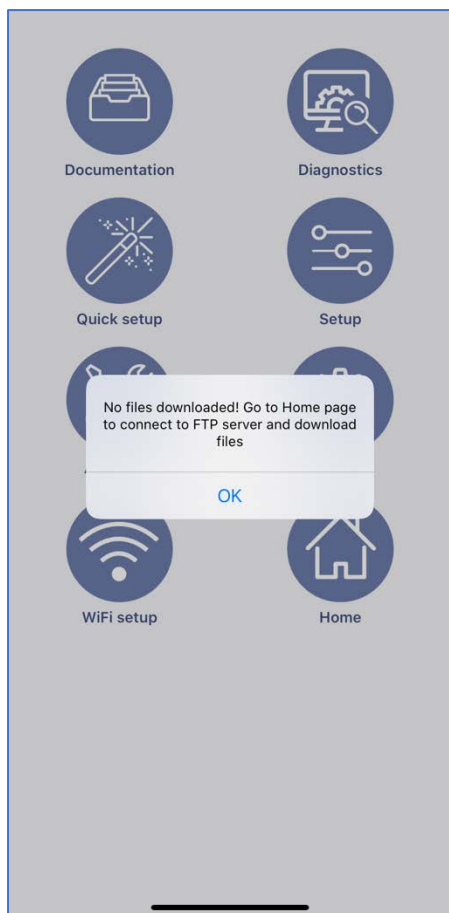 Documentation
Diagnostics
Quick setup
Setup
No files downloaded! Go to Home page
to connect to FTP server and download
files
OK
WiFi setup
Home